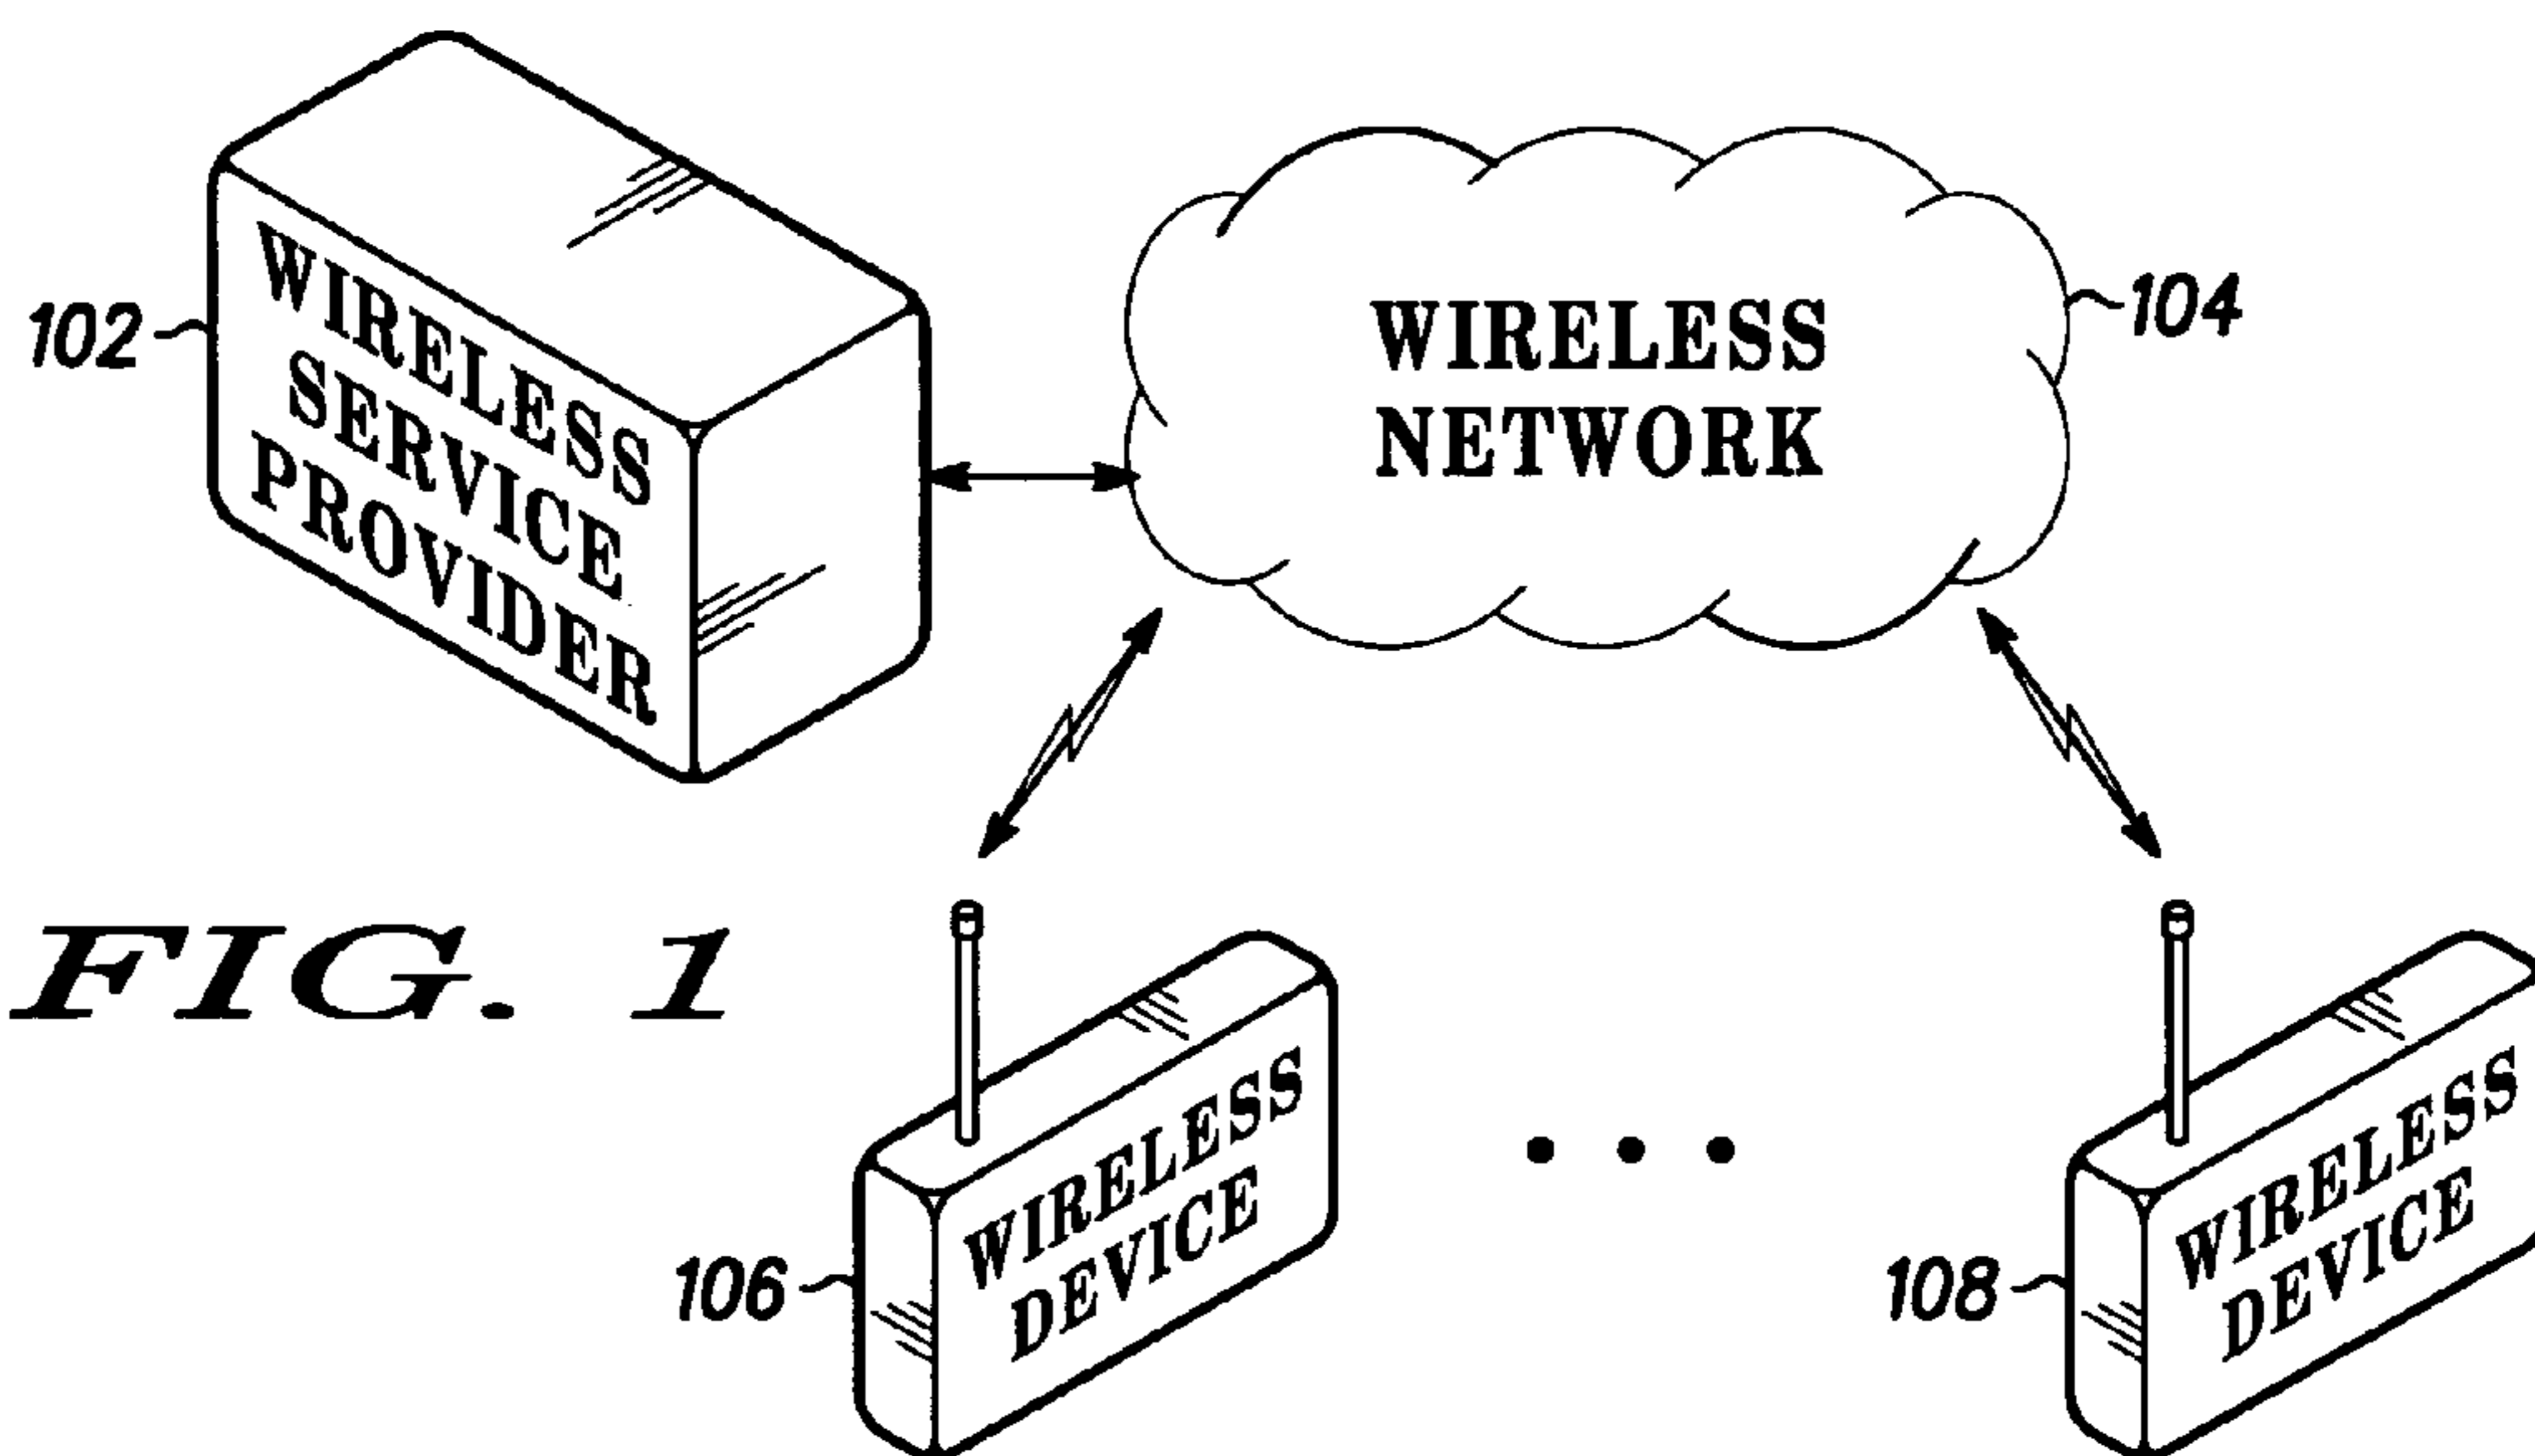 102
WIRELESS
SERVICE
PROVIDER
WIRELESS
NETWORK
104
FIG. 1
106
WIRELESS
DEVICE
108
WIRELESS
DEVICE